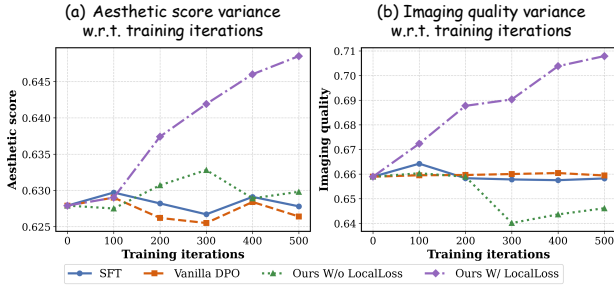 (a) Aesthetic score variance
w.r.t. training iterations
(b) Imaging quality variance
w.r.t. training iterations
Aesthetic score
0.645
0.640
0.635
0.630
0.625
0 100 200 300 400 500
Training iterations
Imaging quality
0.71
0.70
0.69
0.68
0.67
0.66
0.65
0.64
0 100 200 300 400 500
Training iterations
SFT Vanilla DPO Ours W/o LocalLoss Ours W/ LocalLoss